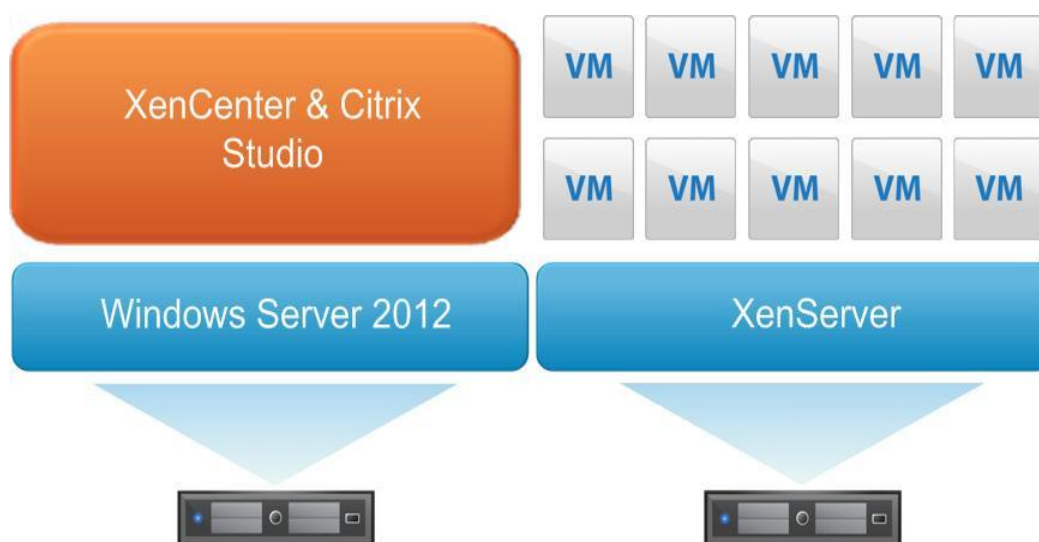 XenCenter & Citrix
Studio
VM VM VM VM VM
VM VM VM VM VM
Windows Server 2012
XenServer